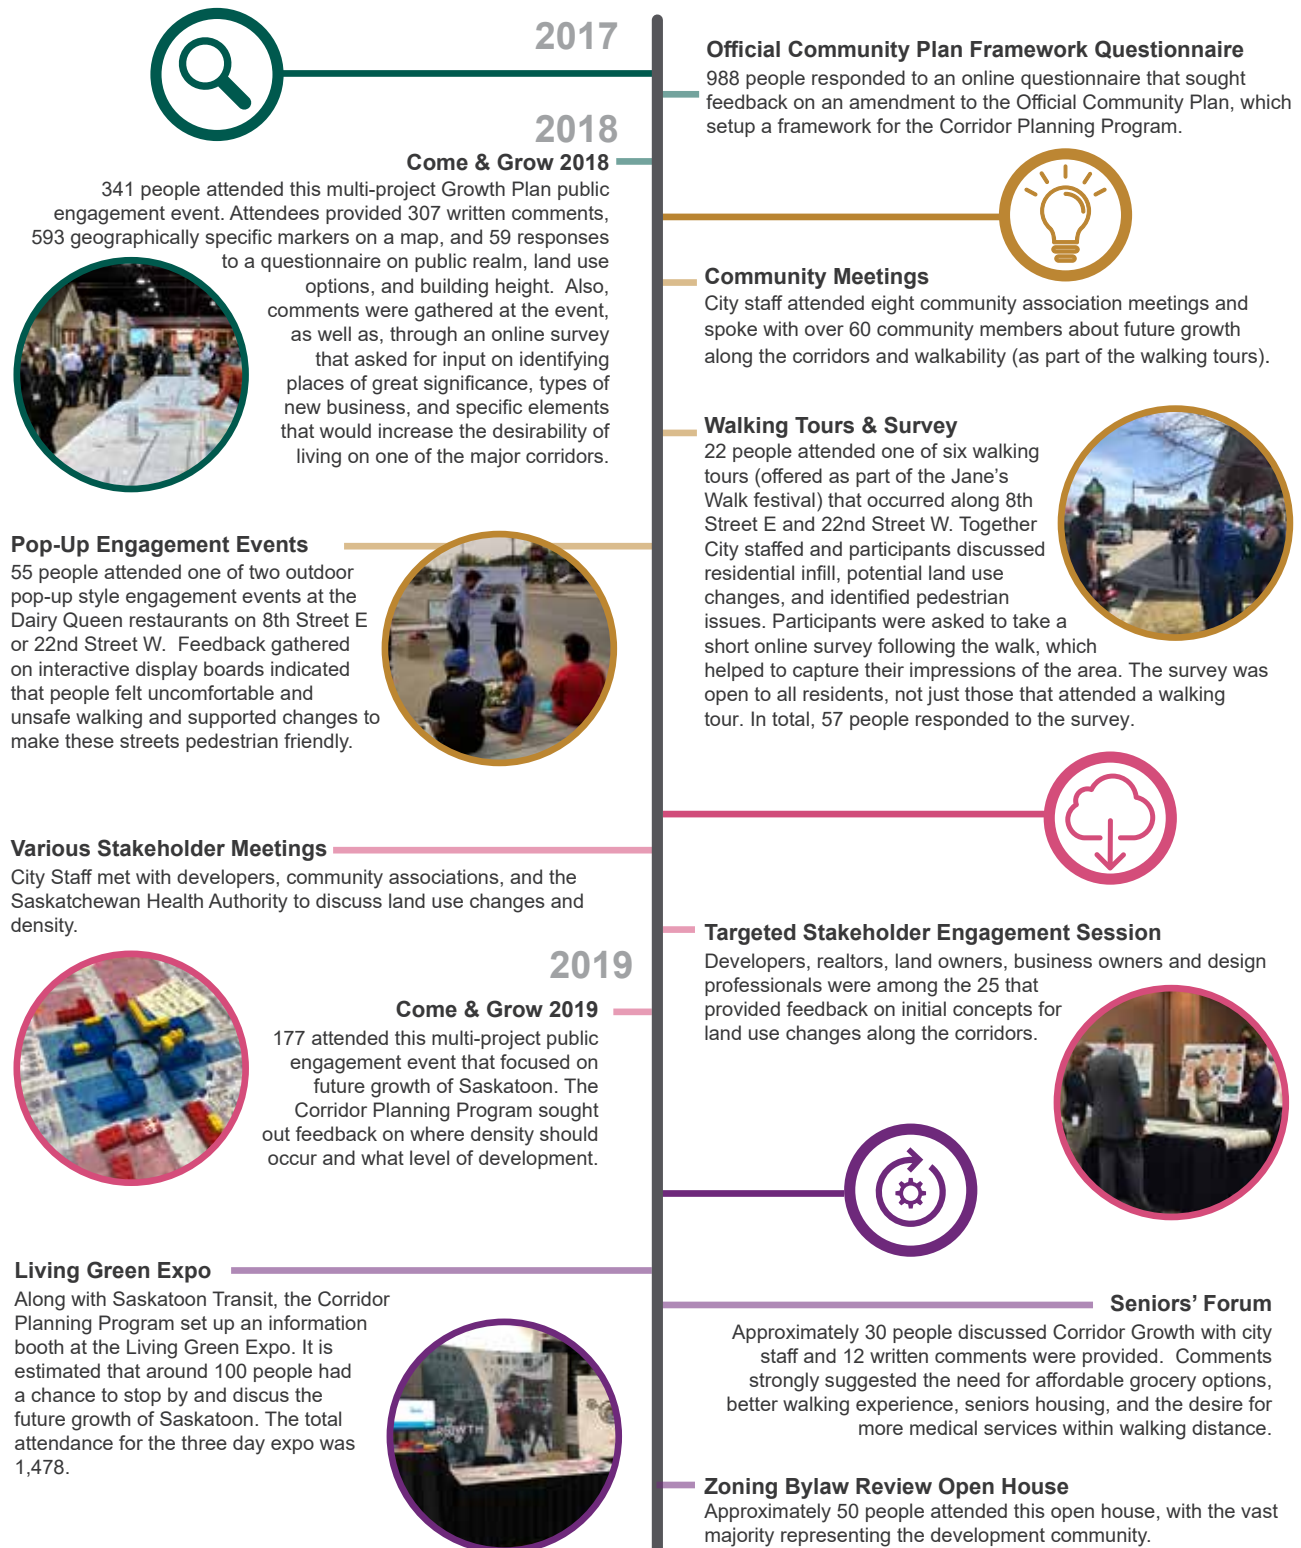 2017
Official Community Plan Framework Questionnaire
988 people responded to an online questionnaire that sought
feedback on an amendment to the Official Community Plan, which
setup a framework for the Corridor Planning Program.
2018
Come & Grow 2018
341 people attended this multi-project Growth Plan public
engagement event. Attendees provided 307 written comments,
593 geographically specific markers on a map, and 59 responses
to a questionnaire on public realm, land use
options, and building height.  Also,
comments were gathered at the event,
as well as, through an online survey
that asked for input on identifying
places of great significance, types of
new business, and specific elements
that would increase the desirability of
living on one of the major corridors.
Community Meetings
City staff attended eight community association meetings and
spoke with over 60 community members about future growth
along the corridors and walkability (as part of the walking tours).
Walking Tours & Survey
22 people attended one of six walking
tours (offered as part of the Jane's
Walk festival) that occurred along 8th
Street E and 22nd Street W. Together
City staffed and participants discussed
residential infill, potential land use
changes, and identified pedestrian
issues. Participants were asked to take a
short online survey following the walk, which
helped to capture their impressions of the area. The survey was
open to all residents, not just those that attended a walking
tour. In total, 57 people responded to the survey.
Pop-Up Engagement Events
55 people attended one of two outdoor
pop-up style engagement events at the
Dairy Queen restaurants on 8th Street E
or 22nd Street W.  Feedback gathered
on interactive display boards indicated
that people felt uncomfortable and
unsafe walking and supported changes to
make these streets pedestrian friendly.
Various Stakeholder Meetings
City Staff met with developers, community associations, and the
Saskatchewan Health Authority to discuss land use changes and
density.
Targeted Stakeholder Engagement Session
Developers, realtors, land owners, business owners and design
professionals were among the 25 that
provided feedback on initial concepts for
land use changes along the corridors.
2019
Come & Grow 2019
177 attended this multi-project public
engagement event that focused on
future growth of Saskatoon. The
Corridor Planning Program sought
out feedback on where density should
occur and what level of development.
Living Green Expo
Along with Saskatoon Transit, the Corridor
Planning Program set up an information
booth at the Living Green Expo. It is
estimated that around 100 people had
a chance to stop by and discus the
future growth of Saskatoon. The total
attendance for the three day expo was
1,478.
Seniors' Forum
Approximately 30 people discussed Corridor Growth with city
staff and 12 written comments were provided.  Comments
strongly suggested the need for affordable grocery options,
better walking experience, seniors housing, and the desire for
more medical services within walking distance.
Zoning Bylaw Review Open House
Approximately 50 people attended this open house, with the vast
majority representing the development community.